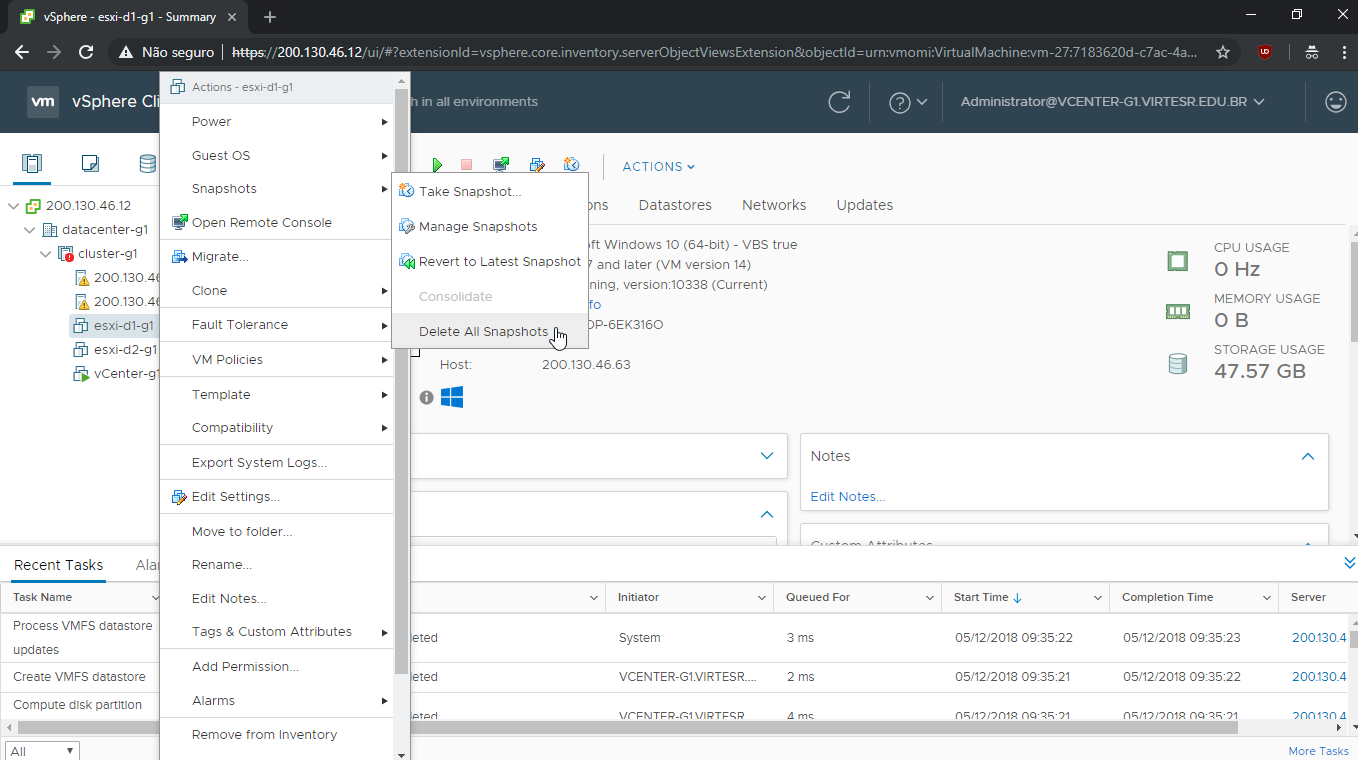 vSphere - esxi-d1-g1 - Summary
Não seguro
https://200.130.46.12/ui/#?extensionId=vsphere.core.inventory.serverObjectViewsExtension&objectId=urn:vmomi:VirtualMachine:vm-27:7183620d-c7ac-4a...
vm
vSphere Cli
h in all environments
Administrator@VCENTER-G1.VIRTESR.EDU.BR
Actions - esxi-d1-g1
Power
Guest OS
Snapshots
Open Remote Console
Migrate...
Clone
Fault Tolerance
VM Policies
Template
Compatibility
Export System Logs...
Edit Settings...
Move to folder...
Rename...
Edit Notes...
Tags & Custom Attributes
Add Permission...
Alarms
Remove from Inventory
Take Snapshot...
Manage Snapshots
Revert to Latest Snapshot
Consolidate
Delete All Snapshots
200.130.46.12
datacenter-g1
cluster-g1
200.130.46
200.130.46
esxi-d1-g1
esxi-d2-g1
vCenter-g1
ACTIONS
ons
Datastores
Networks
Updates
oft Windows 10 (64-bit) - VBS true
7 and later (VM version 14)
ning, version:10338 (Current)
fo
OP-6EK316O
Host:
200.130.46.63
CPU USAGE
0 Hz
MEMORY USAGE
0 B
STORAGE USAGE
47.57 GB
Notes
Edit Notes...
Custom Attributes
Recent Tasks
Alar
Task Name
Initiator
Queued For
Start Time
Completion Time
Server
Process VMFS datastore updates
leted
System
3 ms
05/12/2018 09:35:22
05/12/2018 09:35:23
200.130.4
Create VMFS datastore
leted
VCENTER-G1.VIRTESR....
2 ms
05/12/2018 09:35:21
05/12/2018 09:35:22
200.130.4
Compute disk partition
leted
VCENTER-G1.VIRTESR
4 ms
05/12/2018 09:35:21
05/12/2018 09:35:21
200.130.4
All
More Tasks